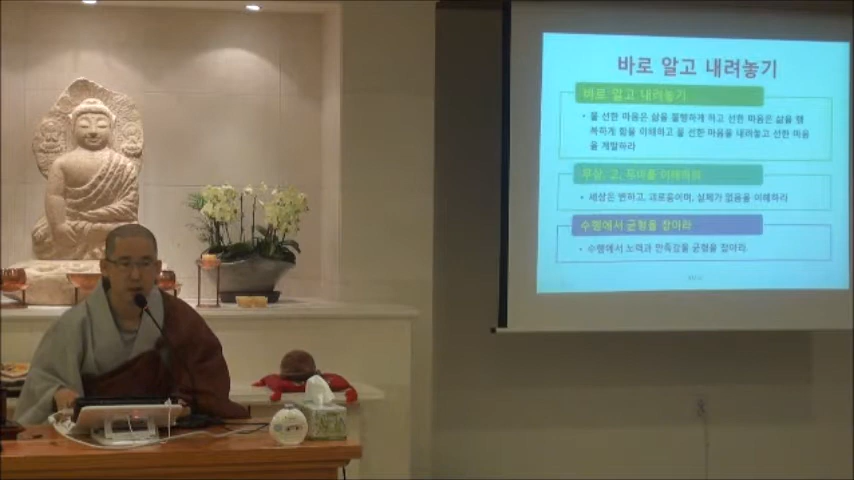 바로 알고 내려놓기
바로 알고 내려놓기
• 불 선한 마음은 삶을 불행하게 하고 선한 마음은 삶을 행
복하게 함을 이해하고 불 선한 마음을 내려놓고 선한 마음
을 계발하라
무상, 고, 무아를 이해하라
• 세상은 변하고, 괴로움이며, 실체가 없음을 이해하라
수행에서 균형을 잡아라
• 수행에서 노력과 만족감을 균형을 잡아라.